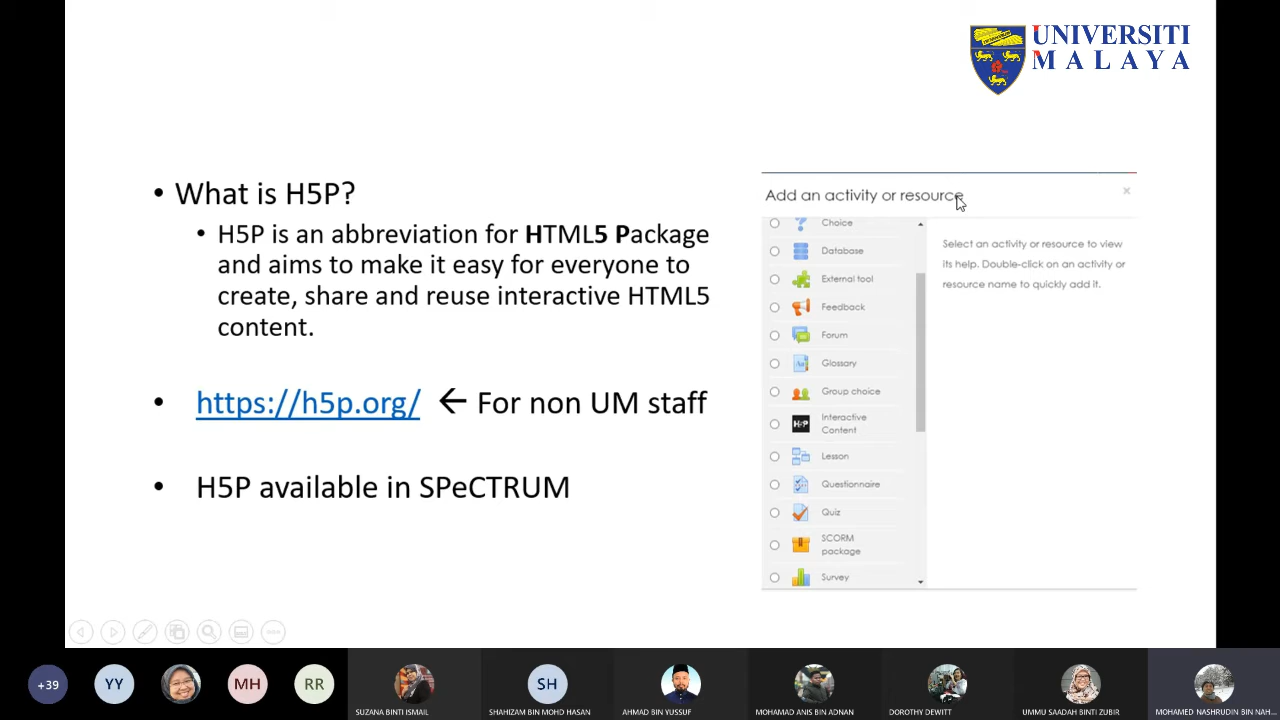 UNIVERSITI
MALAYA
• What is H5P?
• H5P is an abbreviation for HTML5 Package
and aims to make it easy for everyone to
create, share and reuse interactive HTML5
content.
• https://h5p.org/ ← For non UM staff
• H5P available in SPeCTRUM
Add an activity or resource
×
Choice
Database
External tool
Feedback
Forum
Glossary
Group choice
H5P
Interactive
Content
Lesson
Questionnaire
Quiz
SCORM
package
Survey
Select an activity or resource to view
its help. Double-click on an activity or
resource name to quickly add it.
+39
YY
MH
RR
SUZANA BINTI ISMAIL
SH
SHAHIZAM BIN MOHD HASAN
AHMAD BIN YUSSUF
MOHAMAD ANIS BIN ADNAN
DOROTHY DEWITT
UMMU SAADAH BINTI ZUBIR
MOHAMED NASHRUDIN BIN NAH...